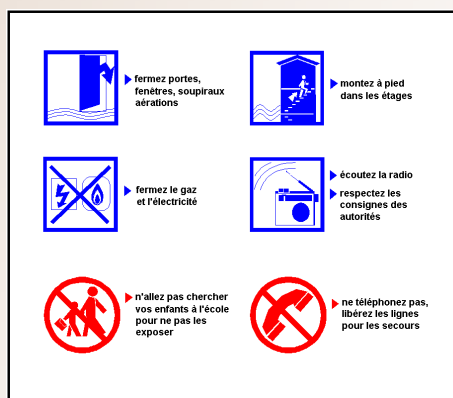 fermez portes,
fenêtres, soupiraux
aérations
montez à pied
dans les étages
fermez le gaz
et l'électricité
écoutez la radio
respectez les
consignes des
autorités
n'allez pas chercher
vos enfants à l'école
pour ne pas les
exposer
ne téléphonez pas,
libérez les lignes
pour les secours